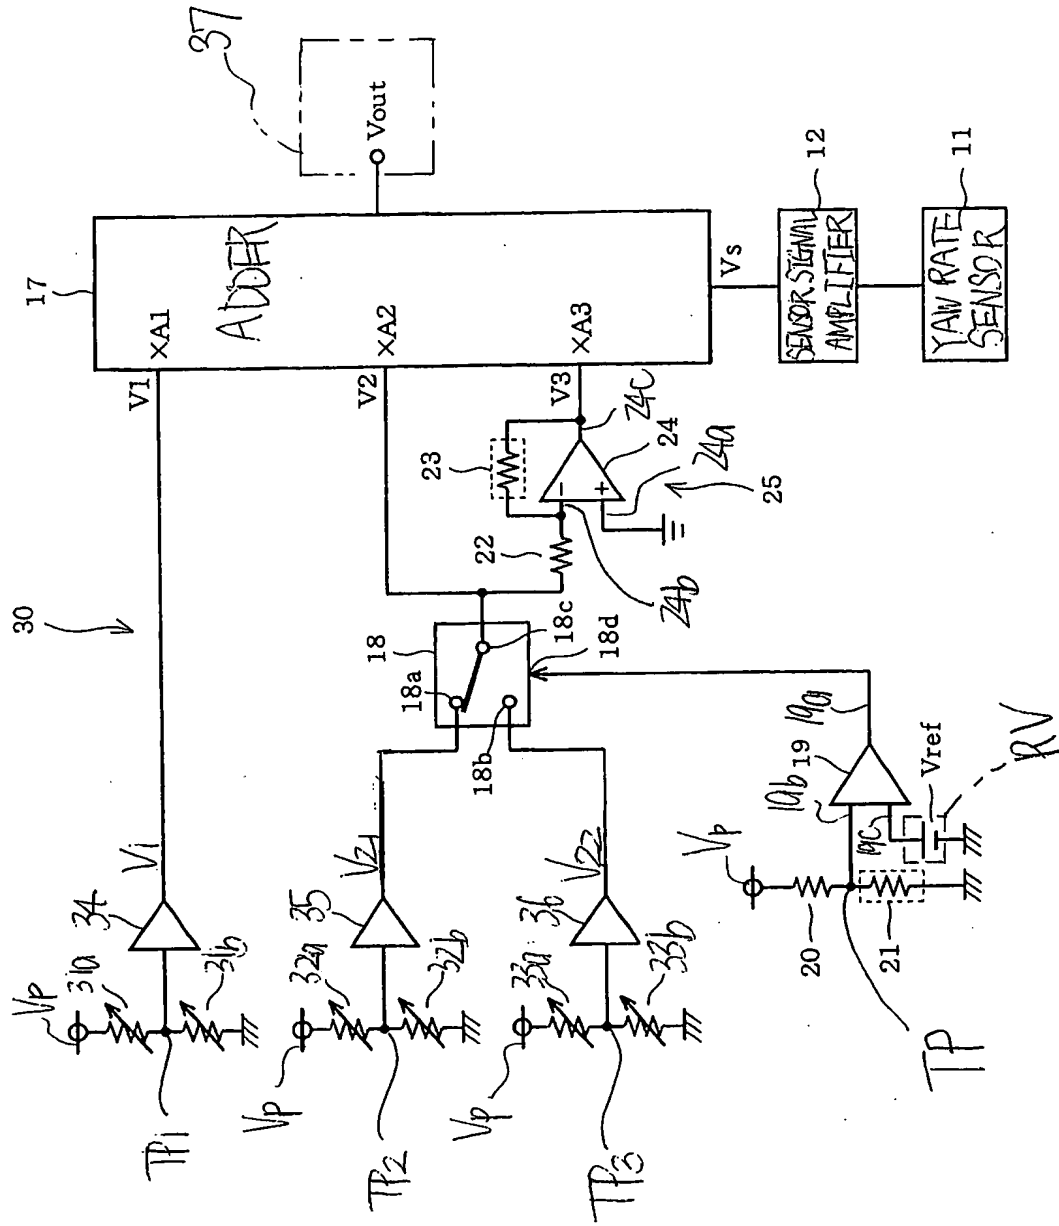 30
Vp
31a
34
V1
31b
TP1
V1
XA1
17
ADDER
37
Vout
Vp
32a
35
V21
32b
TP2
18a
18
18b
18c
18d
V2
XA2
Vp
33a
36
V22
33b
TP3
22
23
24b
24
24a
24c
25
V3
XA3
Vs
SENSOR SIGNAL
AMPLIFIER
12
YAW RATE
SENSOR
11
Vp
20
21
TP
19b
19c
19
19a
Vref
RV